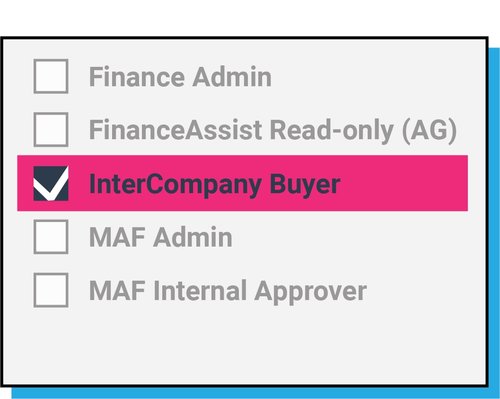 Finance Admin
FinanceAssist Read-only (AG)
InterCompany Buyer
MAF Admin
MAF Internal Approver